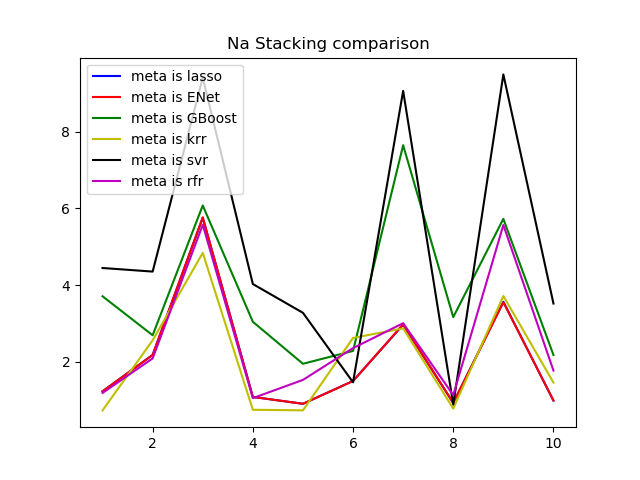 Na Stacking comparison
meta is lasso
meta is ENet
meta is GBoost
meta is krr
meta is svr
meta is rfr
8
6
4
2
2
4
6
8
10